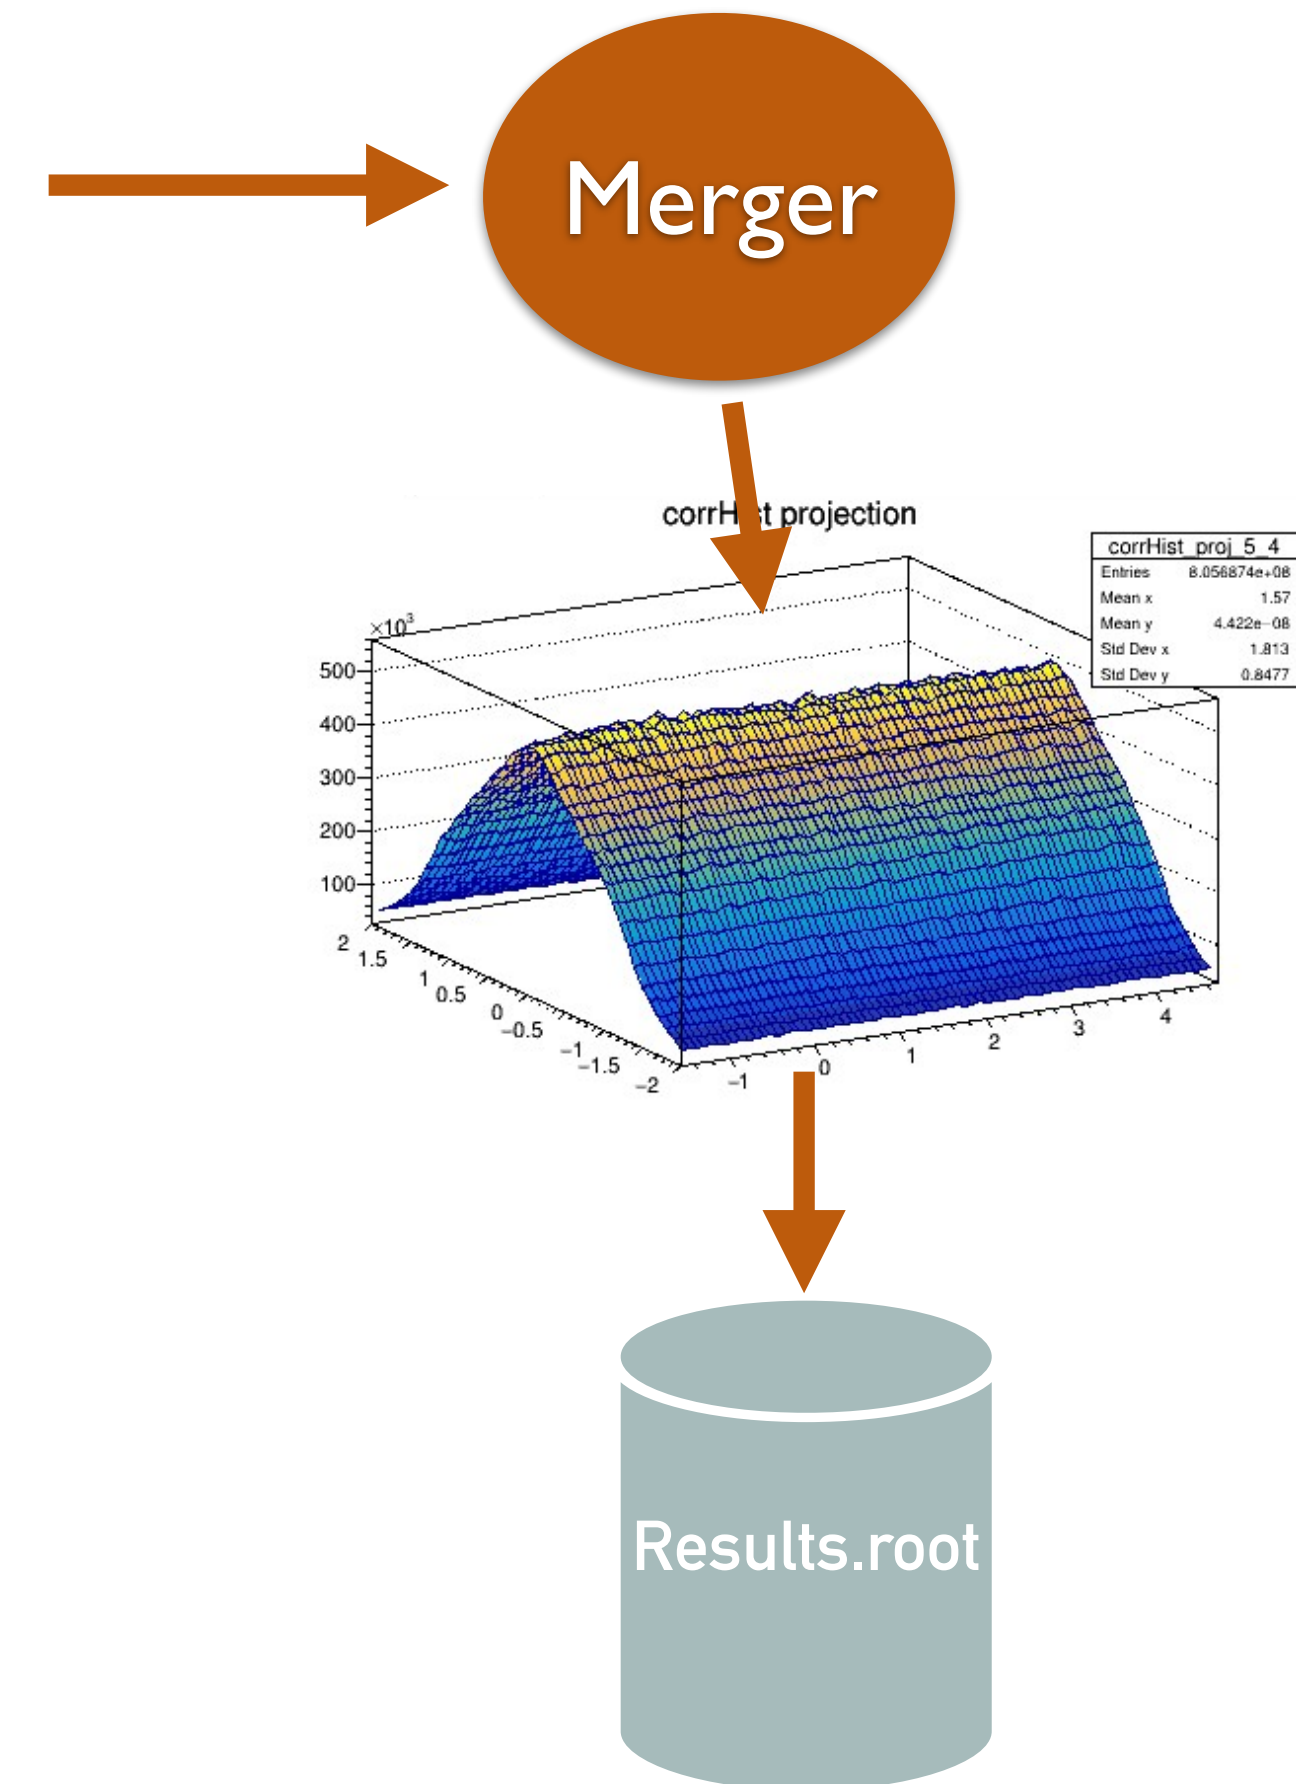 Merger
corrHist projection
corrHist_proj_5_4
Entries 8.056874e+08
Mean x 1.57
Mean y 4.422e−08
Std Dev x 1.813
Std Dev y 0.8477
×10³
500
400
300
200
100
2
1.5
1
0.5
0
−0.5
−1
−1.5
−2
−1
0
1
2
3
4
Results.root